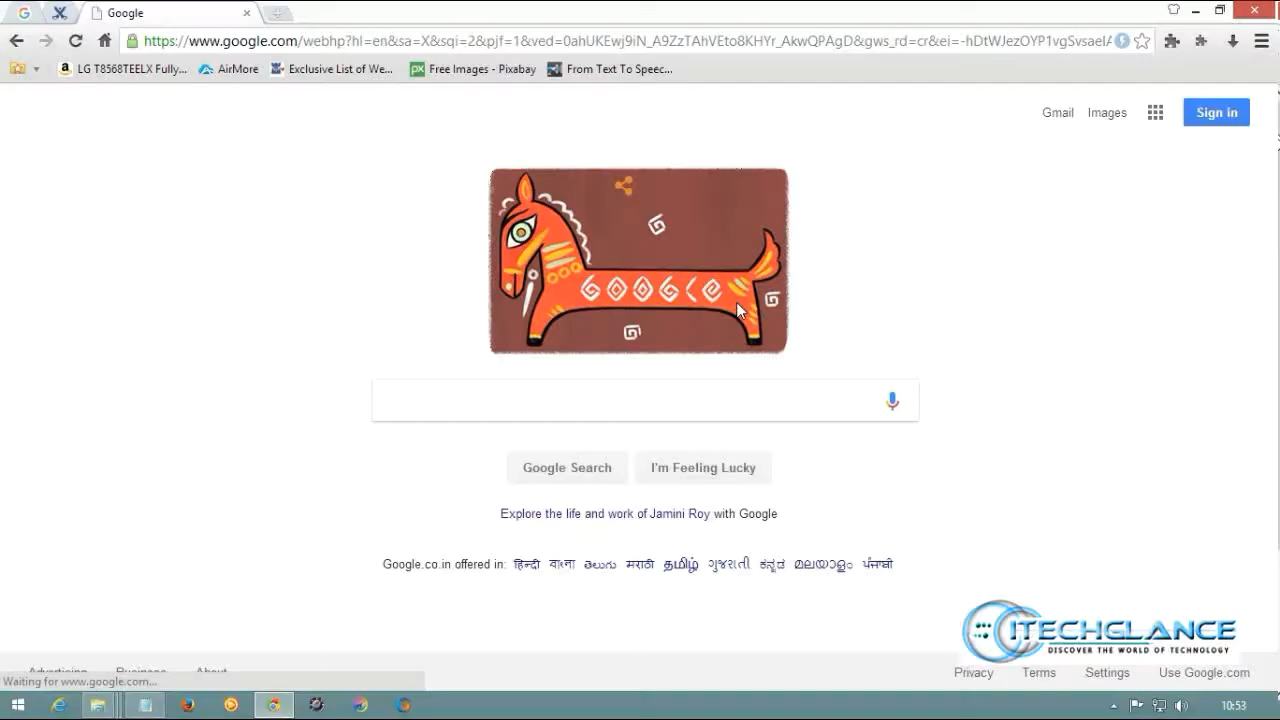 Google
https://www.google.com/webhp?hl=en&sa=X&sqi=2&pjf=1&ved=0ahUKEwj9iN_A9ZzTAhVEto8KHYr_AkwQPAgD&gws_rd=cr&ei=-hDtWJezOYP1vgSvsaeI
LG T8568TEELX Fully... AirMore Exclusive List of We... Free Images - Pixabay From Text To Speec...
Gmail Images Sign in
Google Search I'm Feeling Lucky
Explore the life and work of Jamini Roy with Google
Google.co.in offered in: हिन्दी বাংলা తెలుగు मराठी தமிழ் ગુજરાતી ಕನ್ನಡ മലയാളം ਪੰਜਾਬੀ
ITECHGLANCE
DISCOVER THE WORLD OF TECHNOLOGY
Advertising Business About Privacy Terms Settings Use Google.com
Waiting for www.google.com...
10:53